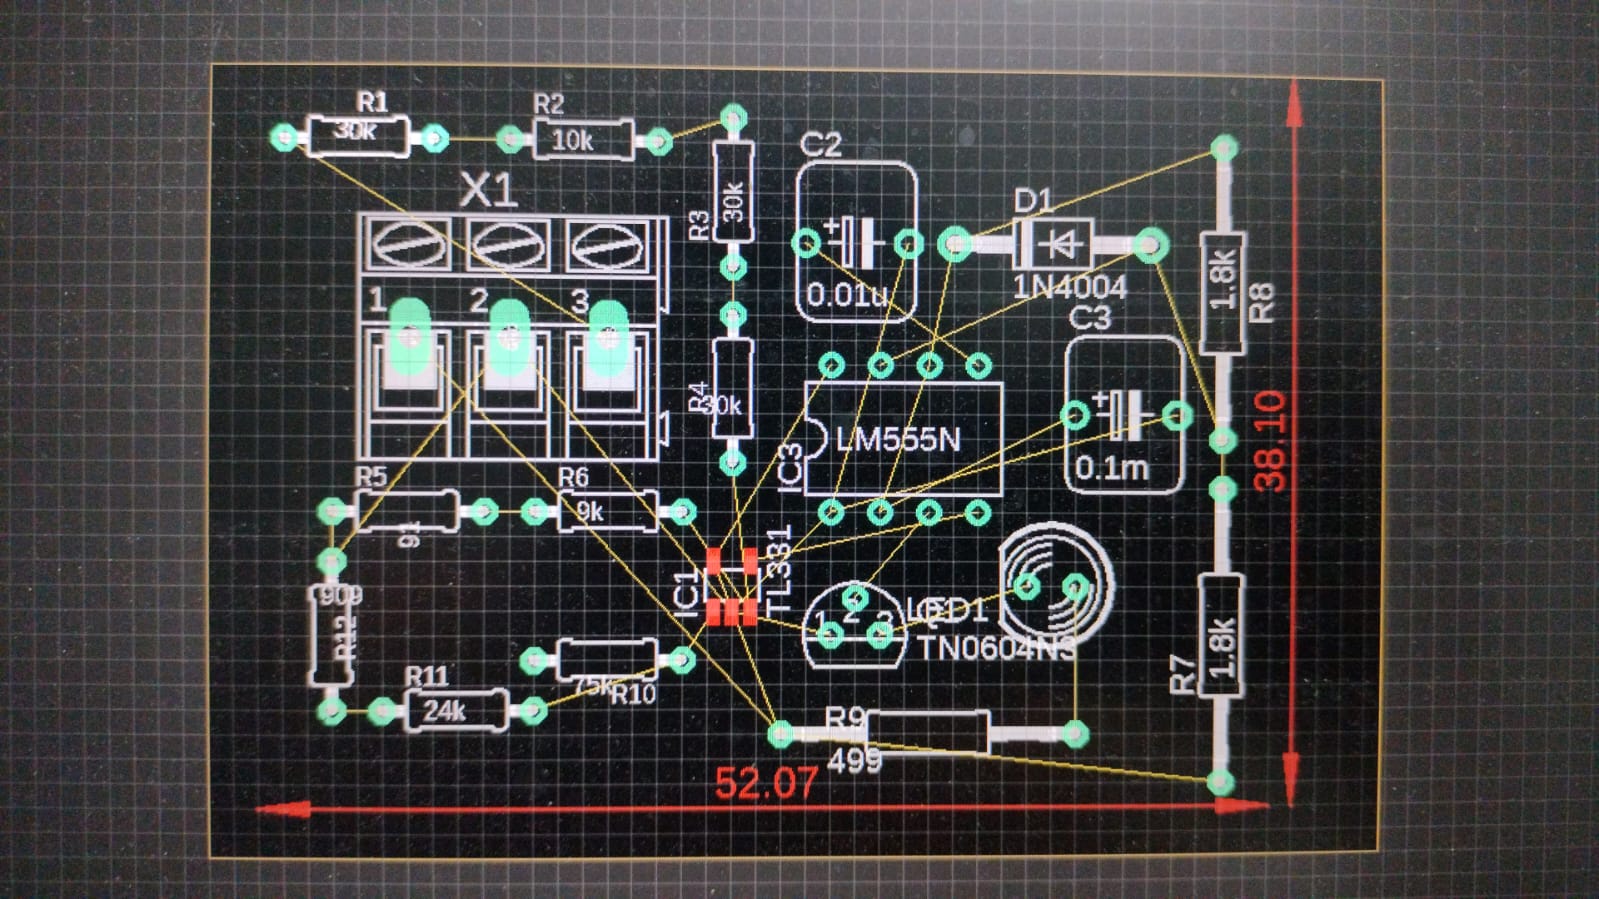 R1
30k
R2
10k
X1
R3
30k
C2
+
0.01u
D1
1N4004
1.8k
R8
1
2
3
R4
30k
C3
+
0.1m
IC3
LM555N
38.10
R5
91
R6
9k
IC1
TL331
909
R12
1
2
3
LED1
TN0604N3
R7
1.8k
75k
R10
R11
24k
R9
499
52.07